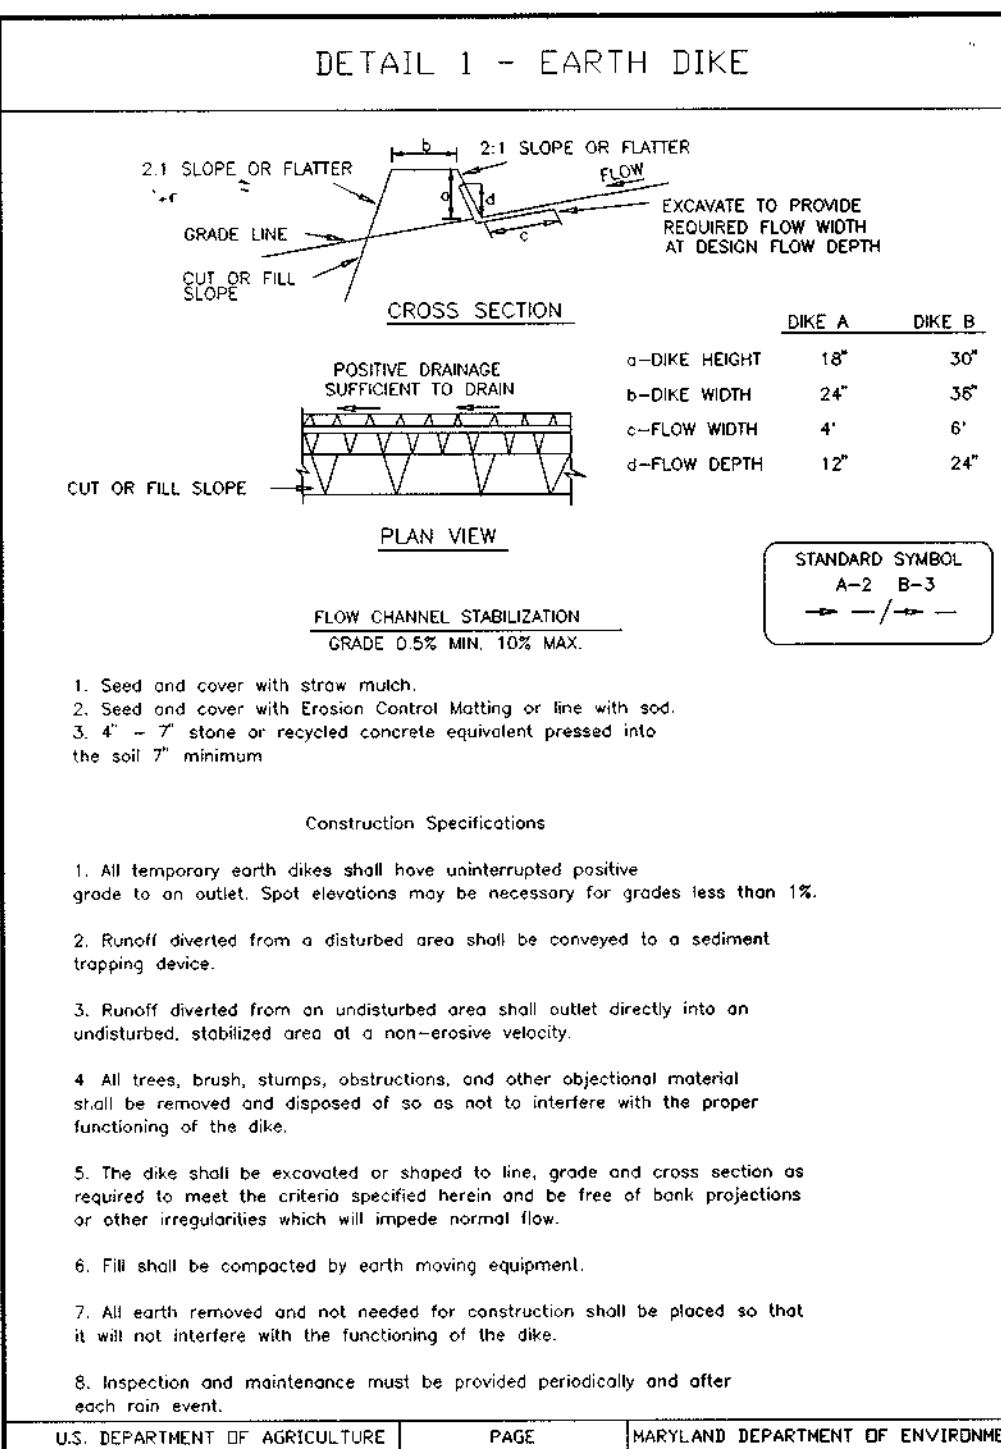 DETAIL 1 - EARTH DIKE
b
2:1 SLOPE OR FLATTER
2.1 SLOPE OR FLATTER
FLOW
a
d
EXCAVATE TO PROVIDE
REQUIRED FLOW WIDTH
AT DESIGN FLOW DEPTH
GRADE LINE
c
CUT OR FILL
SLOPE
CROSS SECTION
DIKE A DIKE B
a-DIKE HEIGHT 18" 30"
b-DIKE WIDTH 24" 36"
c-FLOW WIDTH 4' 6'
d-FLOW DEPTH 12" 24"
POSITIVE DRAINAGE
SUFFICIENT TO DRAIN
CUT OR FILL SLOPE
PLAN VIEW
STANDARD SYMBOL
A-2 B-3
FLOW CHANNEL STABILIZATION
GRADE 0.5% MIN. 10% MAX.
1. Seed and cover with straw mulch.
2. Seed and cover with Erosion Control Matting or line with sod.
3. 4" - 7" stone or recycled concrete equivalent pressed into
the soil 7" minimum
Construction Specifications
1. All temporary earth dikes shall have uninterrupted positive
grade to an outlet. Spot elevations may be necessary for grades less than 1%.
2. Runoff diverted from a disturbed area shall be conveyed to a sediment
trapping device.
3. Runoff diverted from an undisturbed area shall outlet directly into an
undisturbed, stabilized area at a non-erosive velocity.
4 All trees, brush, stumps, obstructions, and other objectional material
shall be removed and disposed of so as not to interfere with the proper
functioning of the dike.
5. The dike shall be excavated or shaped to line, grade and cross section as
required to meet the criteria specified herein and be free of bank projections
or other irregularities which will impede normal flow.
6. Fill shall be compacted by earth moving equipment.
7. All earth removed and not needed for construction shall be placed so that
it will not interfere with the functioning of the dike.
8. Inspection and maintenance must be provided periodically and after
each rain event.
U.S. DEPARTMENT OF AGRICULTURE PAGE MARYLAND DEPARTMENT OF ENVIRONME